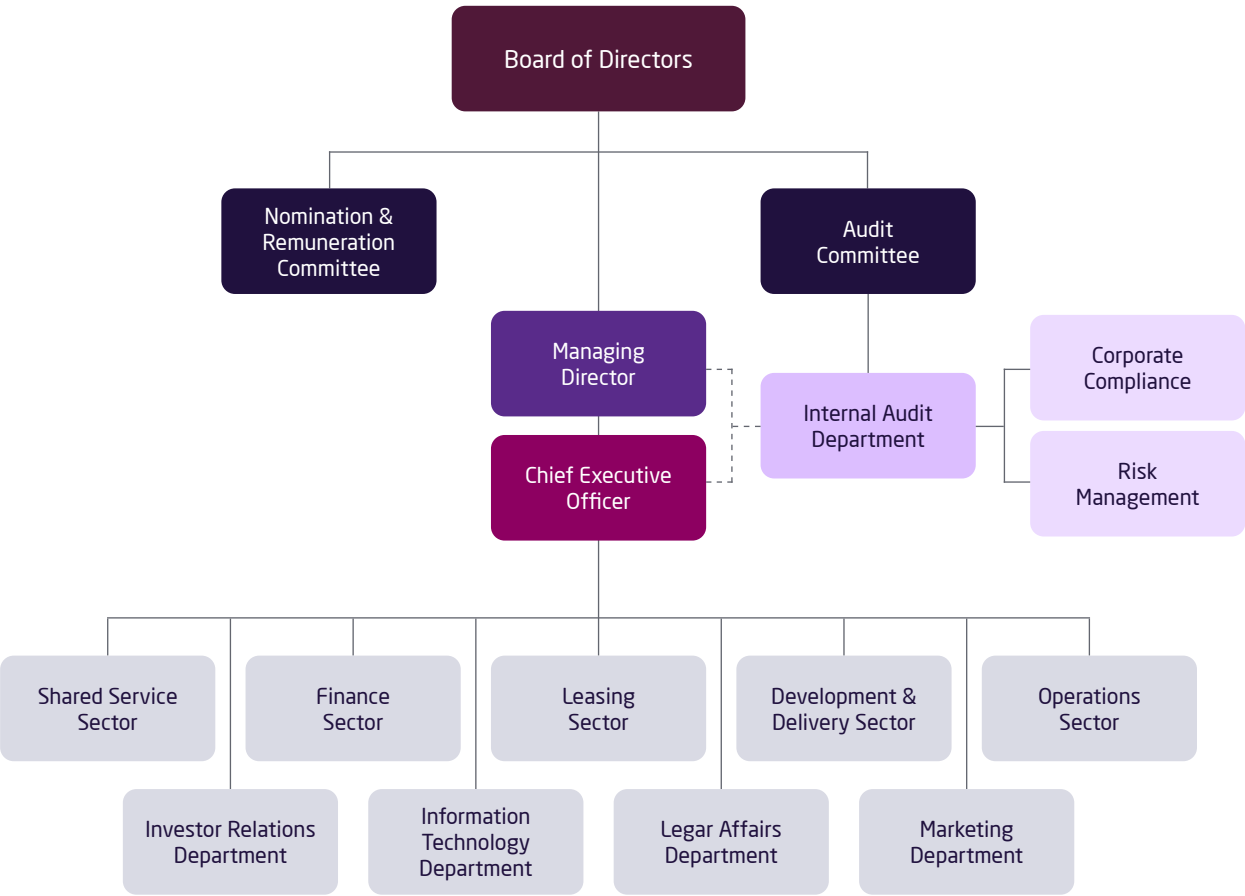 Board of Directors
Nomination &
Remuneration
Committee
Audit
Committee
Managing
Director
Corporate
Compliance
Internal Audit
Department
Chief Executive
Officer
Risk
Management
Shared Service
Sector
Finance
Sector
Leasing
Sector
Development &
Delivery Sector
Operations
Sector
Investor Relations
Department
Information
Technology
Department
Legar Affairs
Department
Marketing
Department